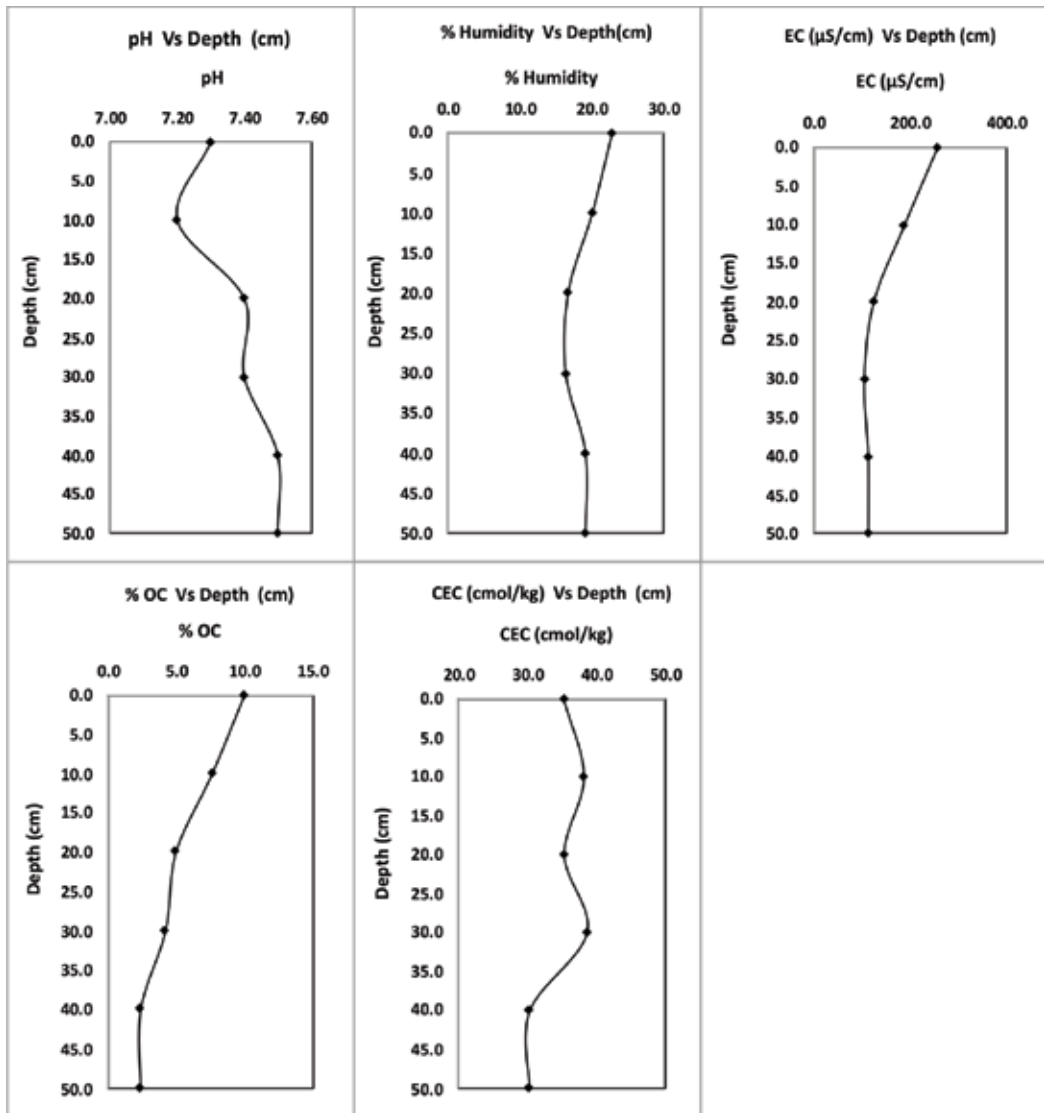 pH Vs Depth (cm)
pH
7.00 7.20 7.40 7.60
0.0
5.0
10.0
15.0
20.0
25.0
30.0
35.0
40.0
45.0
50.0
Depth (cm)
% Humidity Vs Depth(cm)
% Humidity
0.0 10.0 20.0 30.0
0.0
5.0
10.0
15.0
20.0
25.0
30.0
35.0
40.0
45.0
50.0
Depth (cm)
EC (µS/cm) Vs Depth (cm)
EC (µS/cm)
0.0 200.0 400.0
0.0
5.0
10.0
15.0
20.0
25.0
30.0
35.0
40.0
45.0
50.0
Depth (cm)
% OC Vs Depth (cm)
% OC
0.0 5.0 10.0 15.0
0.0
5.0
10.0
15.0
20.0
25.0
30.0
35.0
40.0
45.0
50.0
Depth (cm)
CEC (cmol/kg) Vs Depth (cm)
CEC (cmol/kg)
20.0 30.0 40.0 50.0
0.0
5.0
10.0
15.0
20.0
25.0
30.0
35.0
40.0
45.0
50.0
Depth (cm)